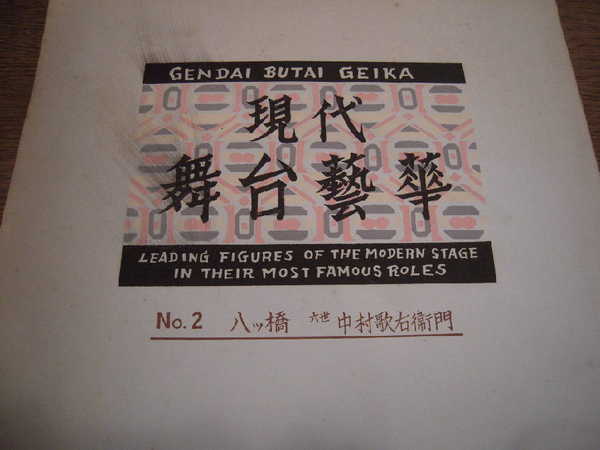 GENDAI BUTAI GEIKA
現代
舞台藝華
LEADING FIGURES OF THE MODERN STAGE
IN THEIR MOST FAMOUS ROLES
No.2 八ッ橋 六世 中村歌右衛門